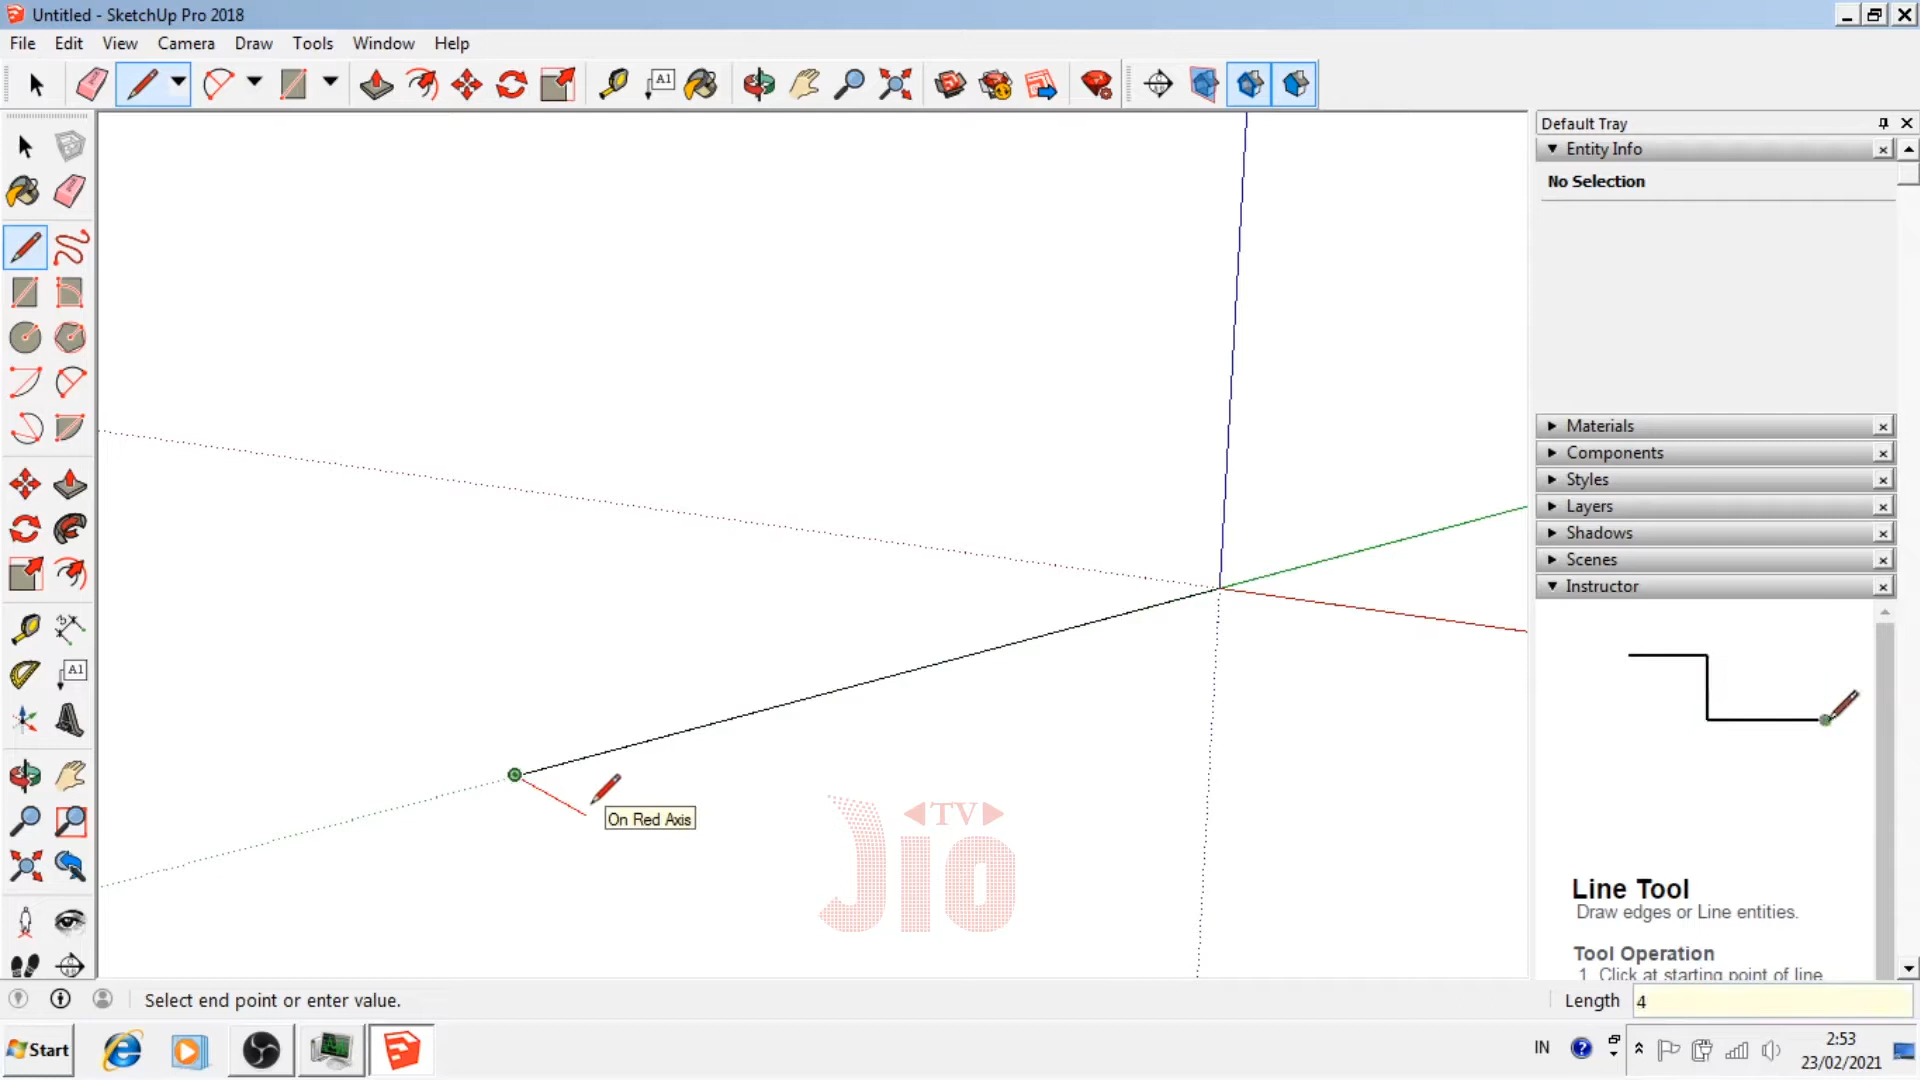 Untitled - SketchUp Pro 2018
File Edit View Camera Draw Tools Window Help
A1
Default Tray
Entity Info
No Selection
Materials
Components
Styles
Layers
Shadows
Scenes
Instructor
A1
On Red Axis
TV
JIO
Line Tool
Draw edges or Line entities.
Tool Operation
1. Click at starting point of line
Select end point or enter value.
Length 4
Start
IN
2:53
23/02/2021